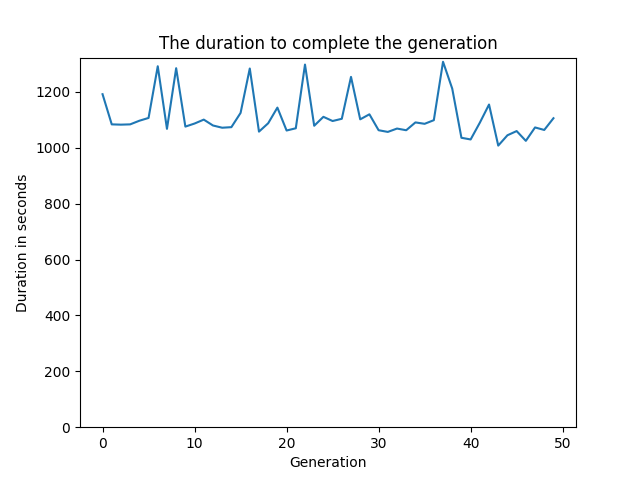 The duration to complete the generation
1200
1000
800
600
400
200
0
0 10 20 30 40 50
Duration in seconds
Generation